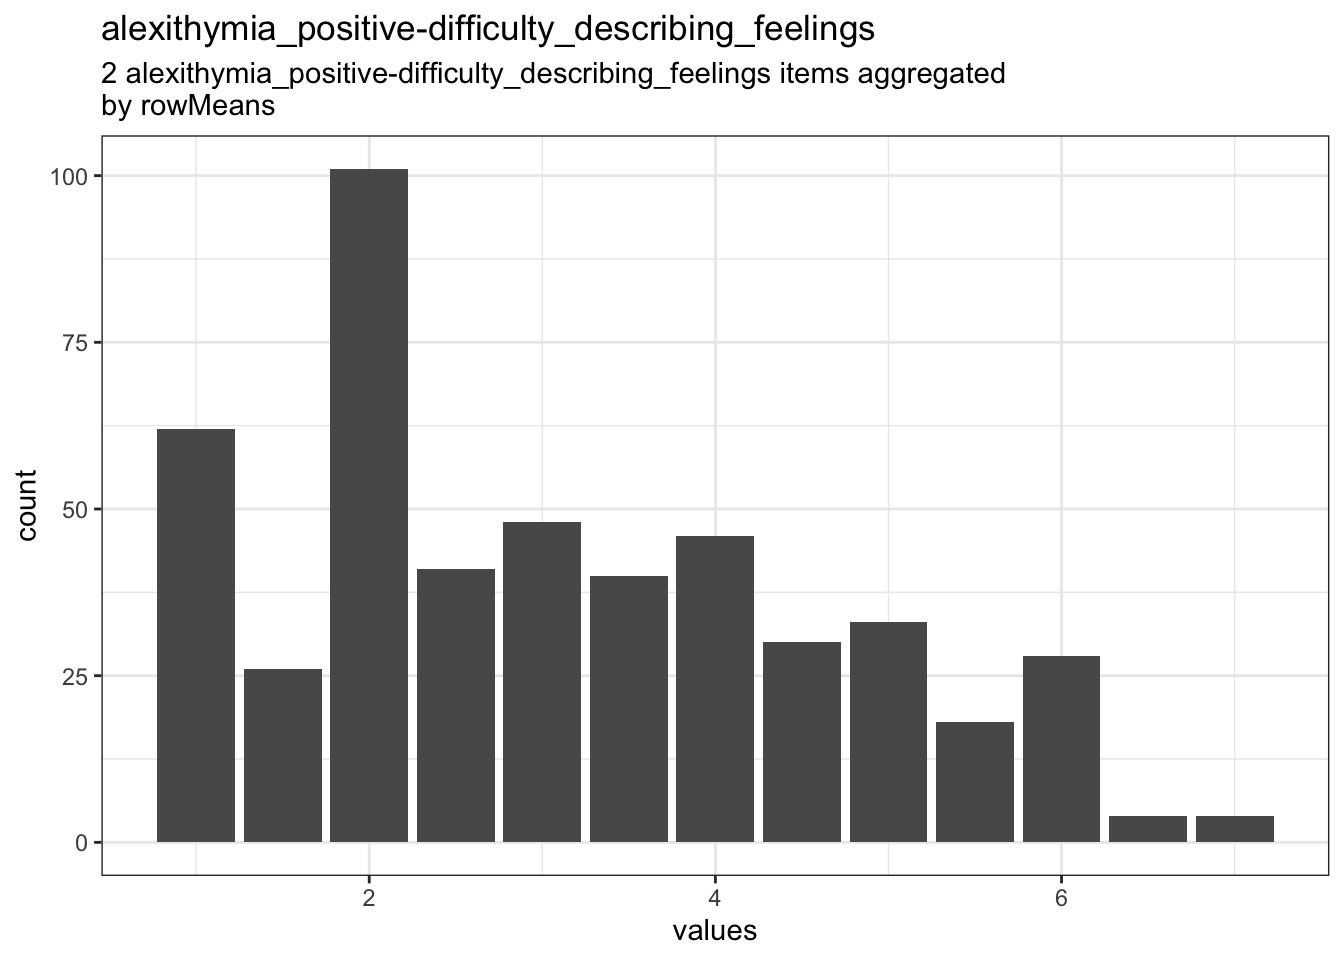 alexithymia_positive-difficulty_describing_feelings
2 alexithymia_positive-difficulty_describing_feelings items aggregated
by rowMeans
100
75
50
25
0
count
2
4
6
values